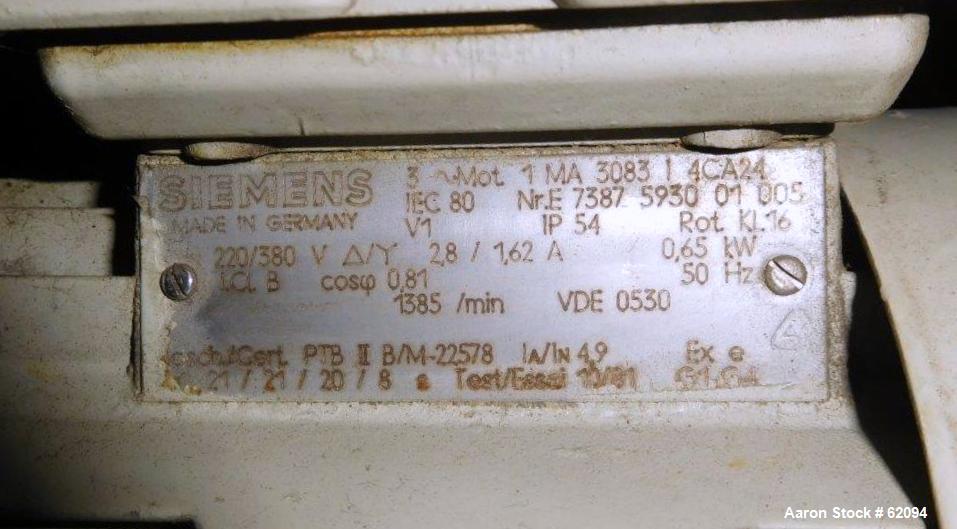 SIEMENS 3 ~ Mot. 1 MA 3083 4CA24
IEC 80 Nr.E 7387 5930 01 005
MADE IN GERMANY V1 IP 54 Rot. KL.16
220/380 V Δ/Y 2,8 / 1,62 A 0,65 kW
I.Cl. B cosφ 0,81 50 Hz
1385 /min VDE 0530
PTB II B/M-22578 IA/IN 4,9 Ex e
21 / 21 / 20 / 8 s Test/Essai 10/81 G1-G4
Aaron Stock # 62094